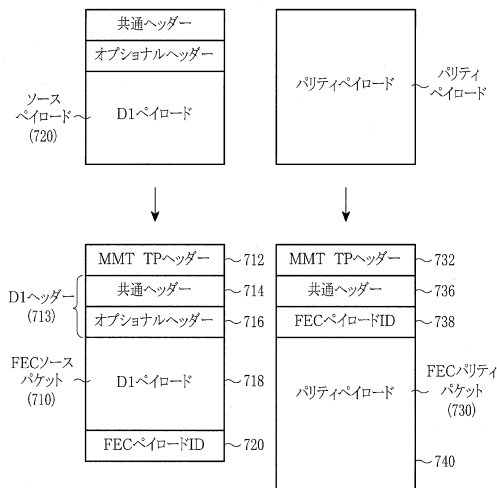 共通ヘッダー
オプショナルヘッダー
ソース
ペイロード
(720)
D1ペイロード
パリティペイロード
パリティ
ペイロード
MMT TPヘッダー
712
D1ヘッダー
(713)
共通ヘッダー
714
オプショナルヘッダー
716
FECソース
パケット
(710)
D1ペイロード
718
FECペイロードID
720
MMT TPヘッダー
732
共通ヘッダー
736
FECペイロードID
738
パリティペイロード
FECパリティ
パケット
(730)
740